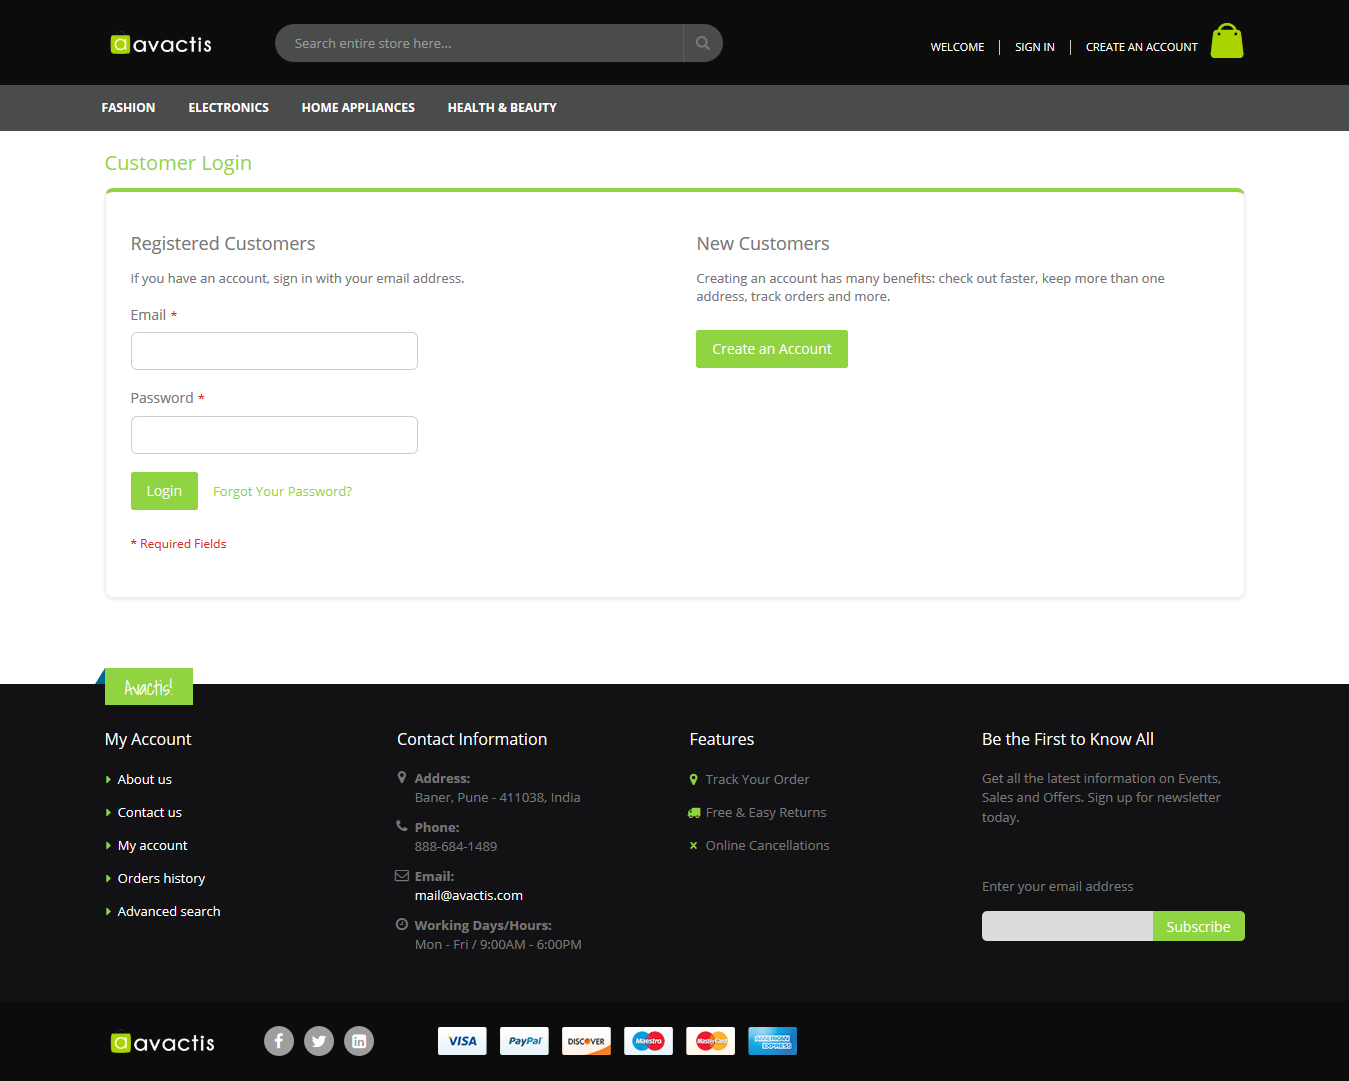 avactis
Search entire store here...
WELCOME
SIGN IN
CREATE AN ACCOUNT
FASHION
ELECTRONICS
HOME APPLIANCES
HEALTH & BEAUTY
Customer Login
Registered Customers
If you have an account, sign in with your email address.
Email *
Password *
Login
Forgot Your Password?
* Required Fields
New Customers
Creating an account has many benefits: check out faster, keep more than one
address, track orders and more.
Create an Account
Avactis!
My Account
About us
Contact us
My account
Orders history
Advanced search
Contact Information
Address:
Baner, Pune - 411038, India
Phone:
888-684-1489
Email:
mail@avactis.com
Working Days/Hours:
Mon - Fri / 9:00AM - 6:00PM
Features
Track Your Order
Free & Easy Returns
Online Cancellations
Be the First to Know All
Get all the latest information on Events,
Sales and Offers. Sign up for newsletter
today.
Enter your email address
Subscribe
avactis
VISA
PayPal
DISCOVER
Maestro
MasterCard
AMERICAN
EXPRESS